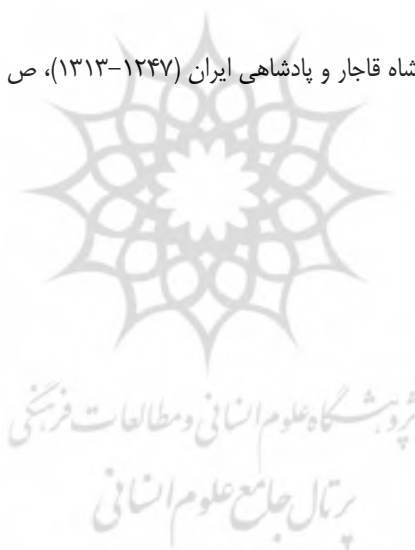 شاه قاجار و پادشاهی ایران (۱۲۴۷-۱۳۱۳)، ص
پژوهشگاه علوم انسانی و مطالعات فرهنگی
پرتال جامع علوم انسانی